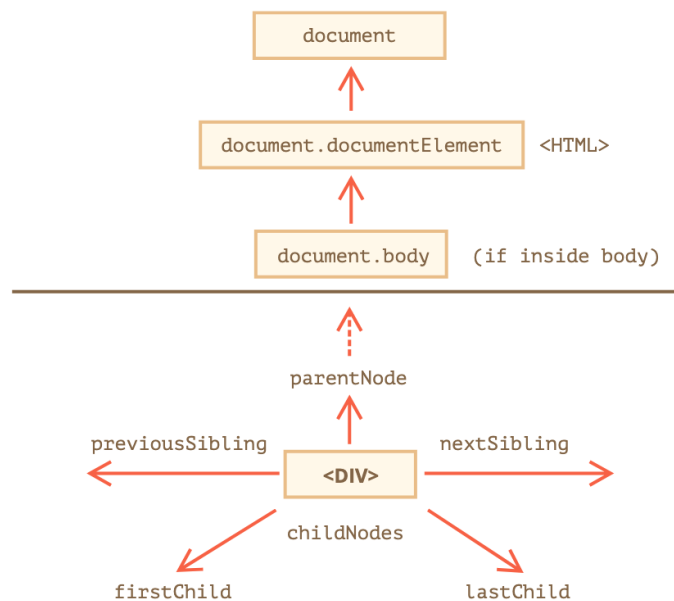 document
document.documentElement <HTML>
document.body (if inside body)
parentNode
previousSibling nextSibling
<DIV>
childNodes
firstChild lastChild